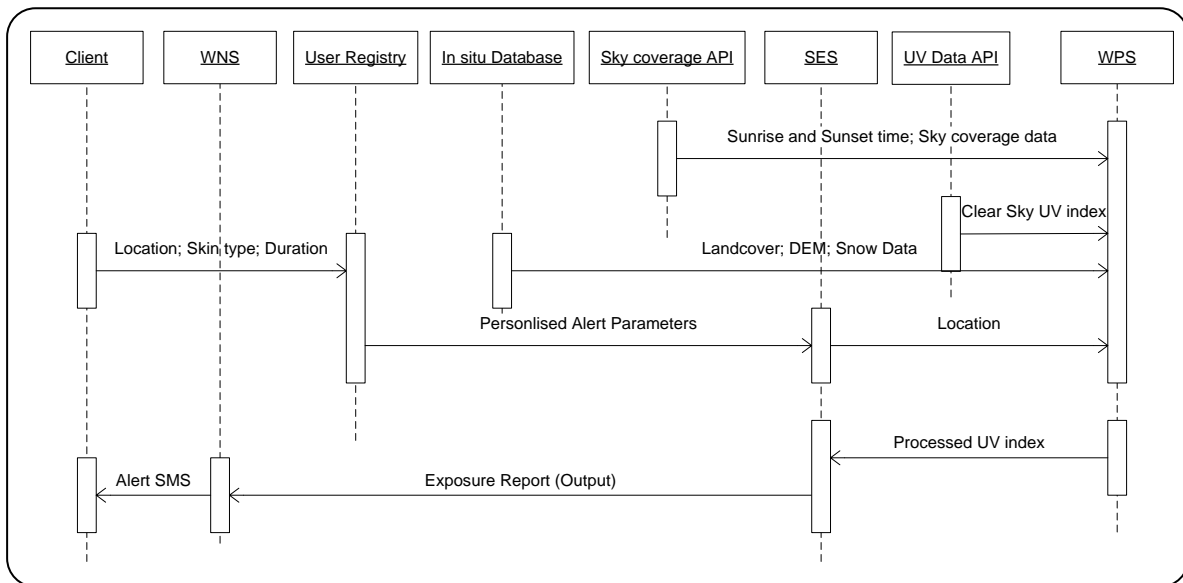 Client
WNS
User Registry
In situ Database
Sky coverage API
SES
UV Data API
WPS
Sunrise and Sunset time; Sky coverage data
Clear Sky UV index
Location; Skin type; Duration
Landcover; DEM; Snow Data
Personlised Alert Parameters
Location
Processed UV index
Alert SMS
Exposure Report (Output)